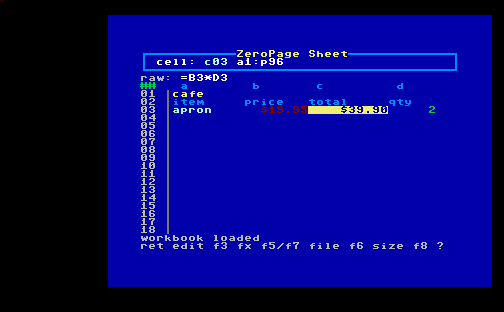 ZeroPage Sheet
cell: c03 a1:p96
raw: =B3*D3
## a b c d
01 cafe
02 item price total qty
03 apron $19.95 $39.90 2
04
05
06
07
08
09
10
11
12
13
14
15
16
17
18
workbook loaded
ret edit f3 fx f5/f7 file f6 size f8 ?